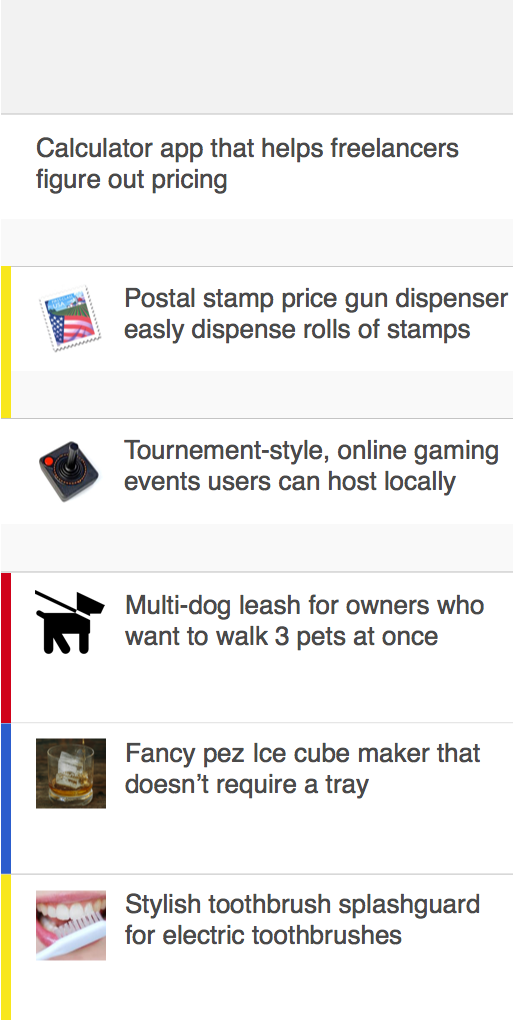 Calculator app that helps freelancers
figure out pricing
Postal stamp price gun dispenser
easly dispense rolls of stamps
Tournement-style, online gaming
events users can host locally
Multi-dog leash for owners who
want to walk 3 pets at once
Fancy pez Ice cube maker that
doesn’t require a tray
Stylish toothbrush splashguard
for electric toothbrushes